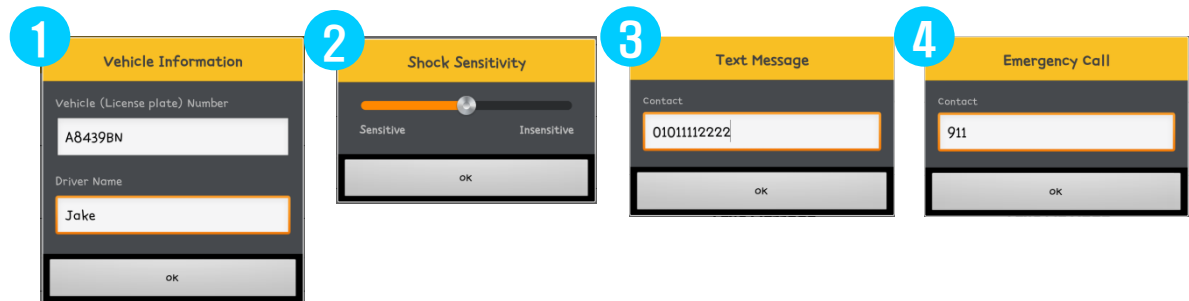 1
Vehicle Information
Vehicle (License plate) Number
A8439BN
Driver Name
Jake
OK
2
Shock Sensitivity
Sensitive Insensitive
OK
3
Text Message
Contact
01011112222
OK
4
Emergency Call
Contact
911
OK